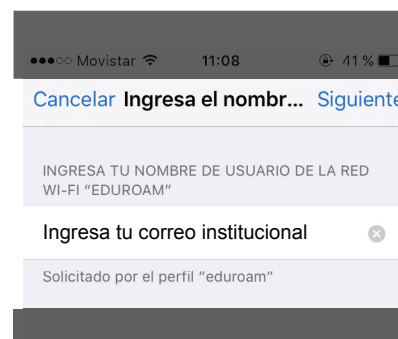 Movistar 11:08 41 %
Cancelar Ingresa el nombr... Siguiente
INGRESA TU NOMBRE DE USUARIO DE LA RED
WI-FI “EDUROAM”
Ingresa tu correo institucional
Solicitado por el perfil “eduroam”